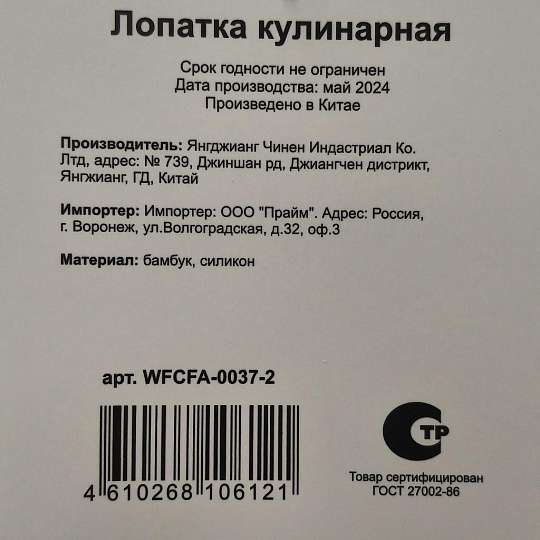 Лопатка кулинарная
Срок годности не ограничен
Дата производства: май 2024
Произведено в Китае
Производитель: Янгджианг Чинен Индастриал Ко.
Лтд, адрес: № 739, Джиншан рд, Джиангчен дистрикт,
Янгжианг, ГД, Китай
Импортер: Импортер: ООО "Прайм". Адрес: Россия,
г. Воронеж, ул.Волгоградская, д.32, оф.3
Материал: бамбук, силикон
арт. WFCFA-0037-2
4 610268 106121
СТР
Товар сертифицирован
ГОСТ 27002-86